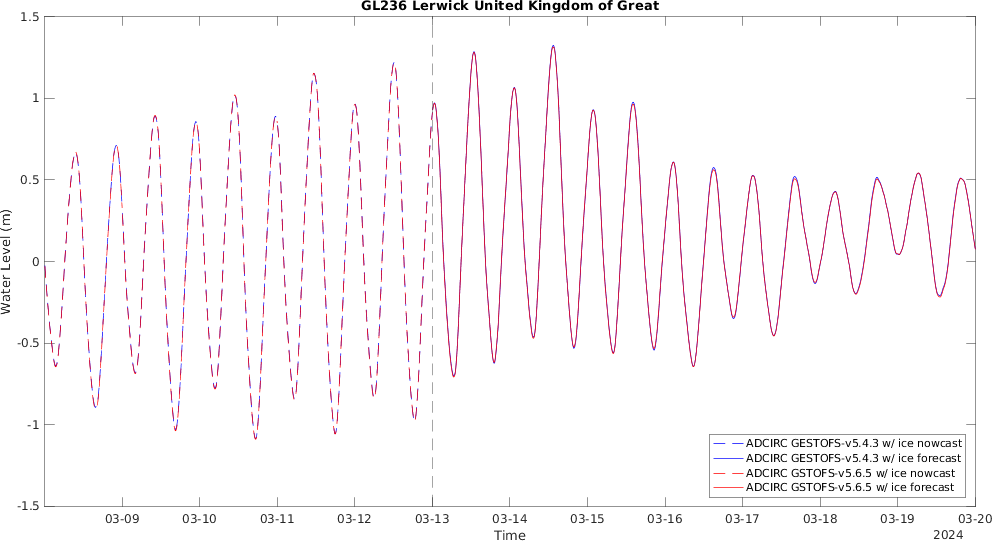 GL236 Lerwick United Kingdom of Great
1.5
1
0.5
0
-0.5
-1
-1.5
Water Level (m)
ADCIRC GESTOFS-v5.4.3 w/ ice nowcast
ADCIRC GESTOFS-v5.4.3 w/ ice forecast
ADCIRC GSTOFS-v5.6.5 w/ ice nowcast
ADCIRC GSTOFS-v5.6.5 w/ ice forecast
03-09 03-10 03-11 03-12 03-13 03-14 03-15 03-16 03-17 03-18 03-19 03-20
Time
2024